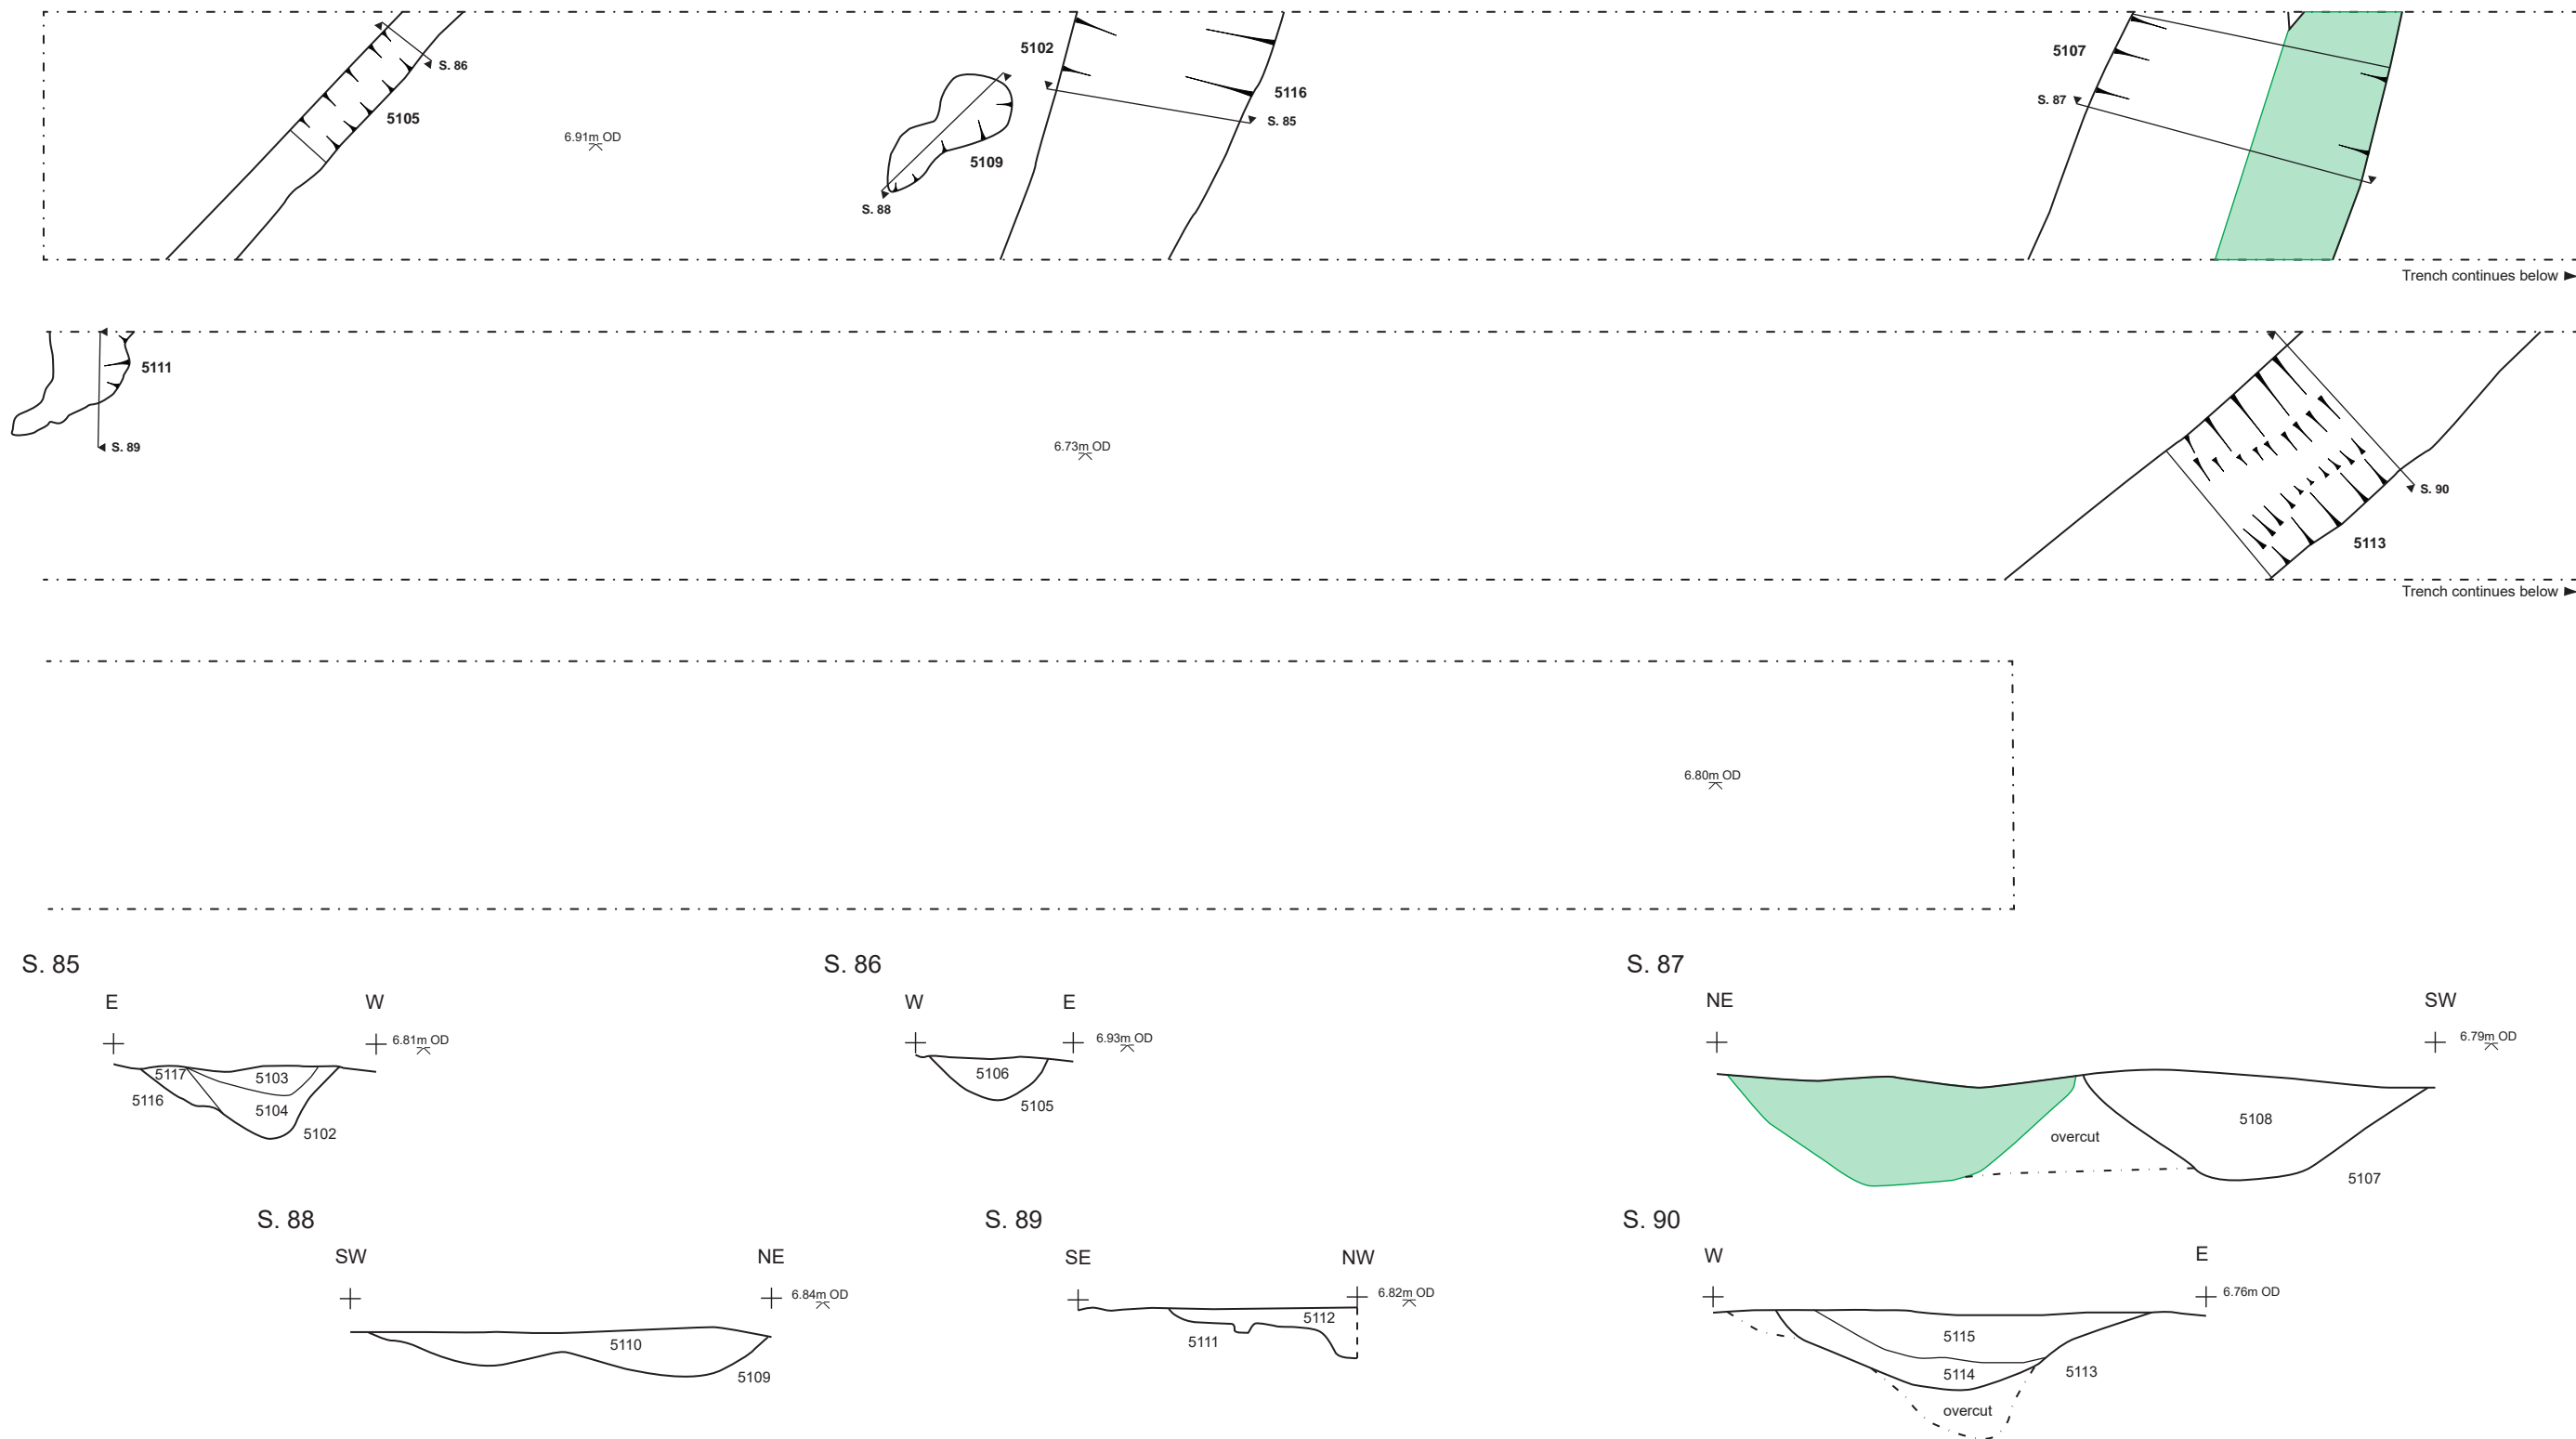 5102
5107
S. 86
5116
S. 87
5105
S. 85
6.91m OD
5109
S. 88
Trench continues below
5111
S. 89
6.73m OD
S. 90
5113
Trench continues below
6.80m OD
S. 85
S. 86
S. 87
E W
W E
NE SW
6.81m OD
6.93m OD
6.79m OD
5117 5103
5116 5104
5102
5106
5105
5108
overcut
5107
S. 88
S. 89
S. 90
SW NE
SE NW
W E
6.84m OD
6.82m OD
6.76m OD
5110
5109
5112
5111
5115
5114 5113
overcut